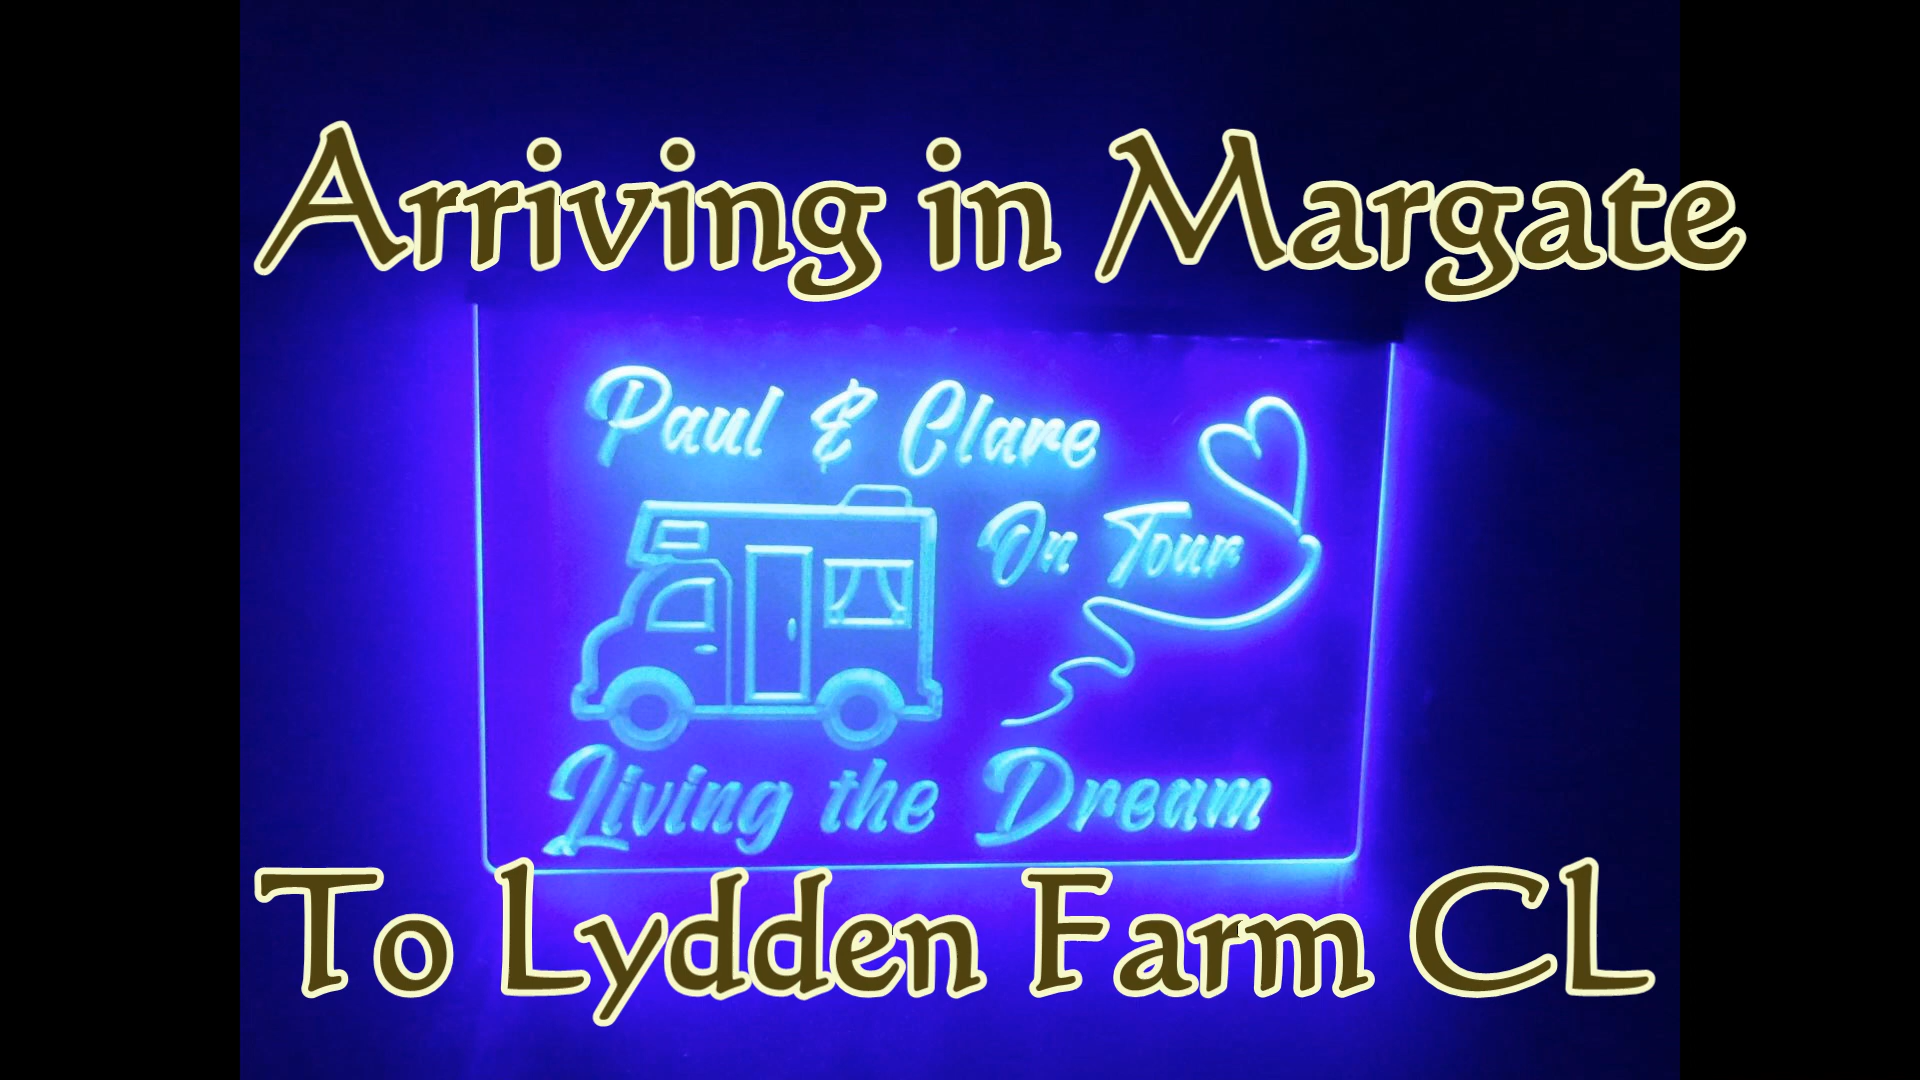 Arriving in Margate
Paul & Clare
On Tour
Living the Dream
To Lydden Farm CL